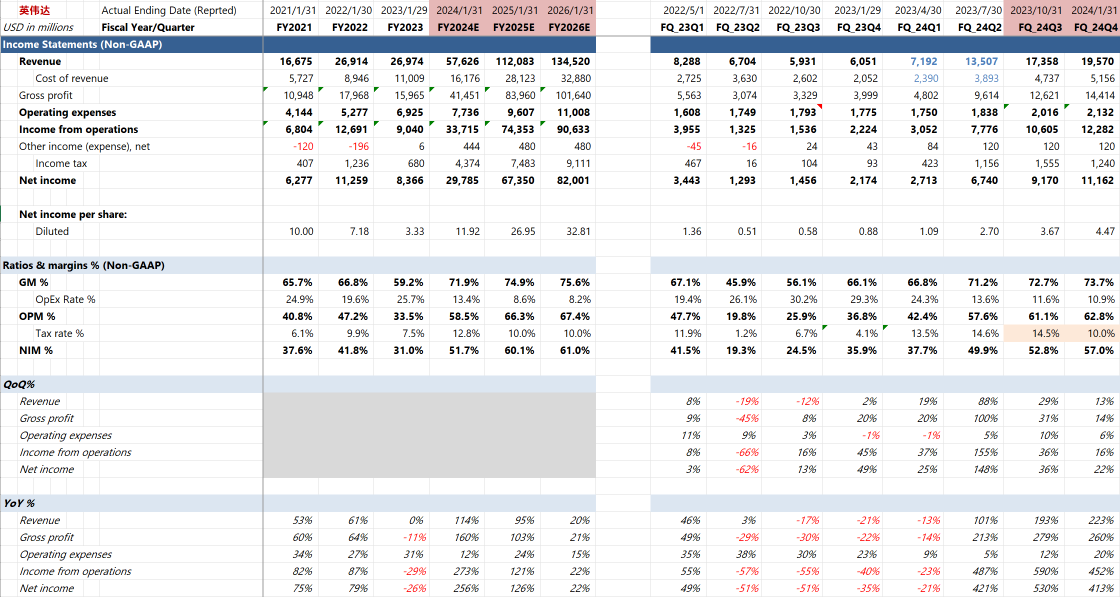 英伟达 Actual Ending Date (Reprted) 2021/1/31 2022/1/30 2023/1/29 2024/1/31 2025/1/31 2026/1/31 2022/5/1 2022/7/31 2022/10/30 2023/1/29 2023/4/30 2023/7/30 2023/10/31 2024/1/31
USD in millions Fiscal Year/Quarter FY2021 FY2022 FY2023 FY2024E FY2025E FY2026E FQ_23Q1 FQ_23Q2 FQ_23Q3 FQ_23Q4 FQ_24Q1 FQ_24Q2 FQ_24Q3 FQ_24Q4
Income Statements (Non-GAAP)
Revenue 16,675 26,914 26,974 57,626 112,083 134,520 8,288 6,704 5,931 6,051 7,192 13,507 17,358 19,570
Cost of revenue 5,727 8,946 11,009 16,176 28,123 32,880 2,725 3,630 2,602 2,052 2,390 3,893 4,737 5,156
Gross profit 10,948 17,968 15,965 41,451 83,960 101,640 5,563 3,074 3,329 3,999 4,802 9,614 12,621 14,414
Operating expenses 4,144 5,277 6,925 7,736 9,607 11,008 1,608 1,749 1,793 1,775 1,750 1,838 2,016 2,132
Income from operations 6,804 12,691 9,040 33,715 74,353 90,633 3,955 1,325 1,536 2,224 3,052 7,776 10,605 12,282
Other income (expense), net -120 -196 6 444 480 480 -45 -16 24 43 84 120 120 120
Income tax 407 1,236 680 4,374 7,483 9,111 467 16 104 93 423 1,156 1,555 1,240
Net income 6,277 11,259 8,366 29,785 67,350 82,001 3,443 1,293 1,456 2,174 2,713 6,740 9,170 11,162
Net income per share:
Diluted 10.00 7.18 3.33 11.92 26.95 32.81 1.36 0.51 0.58 0.88 1.09 2.70 3.67 4.47
Ratios & margins % (Non-GAAP)
GM % 65.7% 66.8% 59.2% 71.9% 74.9% 75.6% 67.1% 45.9% 56.1% 66.1% 66.8% 71.2% 72.7% 73.7%
OpEx Rate % 24.9% 19.6% 25.7% 13.4% 8.6% 8.2% 19.4% 26.1% 30.2% 29.3% 24.3% 13.6% 11.6% 10.9%
OPM % 40.8% 47.2% 33.5% 58.5% 66.3% 67.4% 47.7% 19.8% 25.9% 36.8% 42.4% 57.6% 61.1% 62.8%
Tax rate % 6.1% 9.9% 7.5% 12.8% 10.0% 10.0% 11.9% 1.2% 6.7% 4.1% 13.5% 14.6% 14.5% 10.0%
NIM % 37.6% 41.8% 31.0% 51.7% 60.1% 61.0% 41.5% 19.3% 24.5% 35.9% 37.7% 49.9% 52.8% 57.0%
QoQ%
Revenue 8% -19% -12% 2% 19% 88% 29% 13%
Gross profit 9% -45% 8% 20% 20% 100% 31% 14%
Operating expenses 11% 9% 3% -1% -1% 5% 10% 6%
Income from operations 8% -66% 16% 45% 37% 155% 36% 16%
Net income 3% -62% 13% 49% 25% 148% 36% 22%
YoY %
Revenue 53% 61% 0% 114% 95% 20% 46% 3% -17% -21% -13% 101% 193% 223%
Gross profit 60% 64% -11% 160% 103% 21% 49% -29% -30% -22% -14% 213% 279% 260%
Operating expenses 34% 27% 31% 12% 24% 15% 35% 38% 30% 23% 9% 5% 12% 20%
Income from operations 82% 87% -29% 273% 121% 22% 55% -57% -55% -40% -23% 487% 590% 452%
Net income 75% 79% -26% 256% 126% 22% 49% -51% -51% -35% -21% 421% 530% 413%